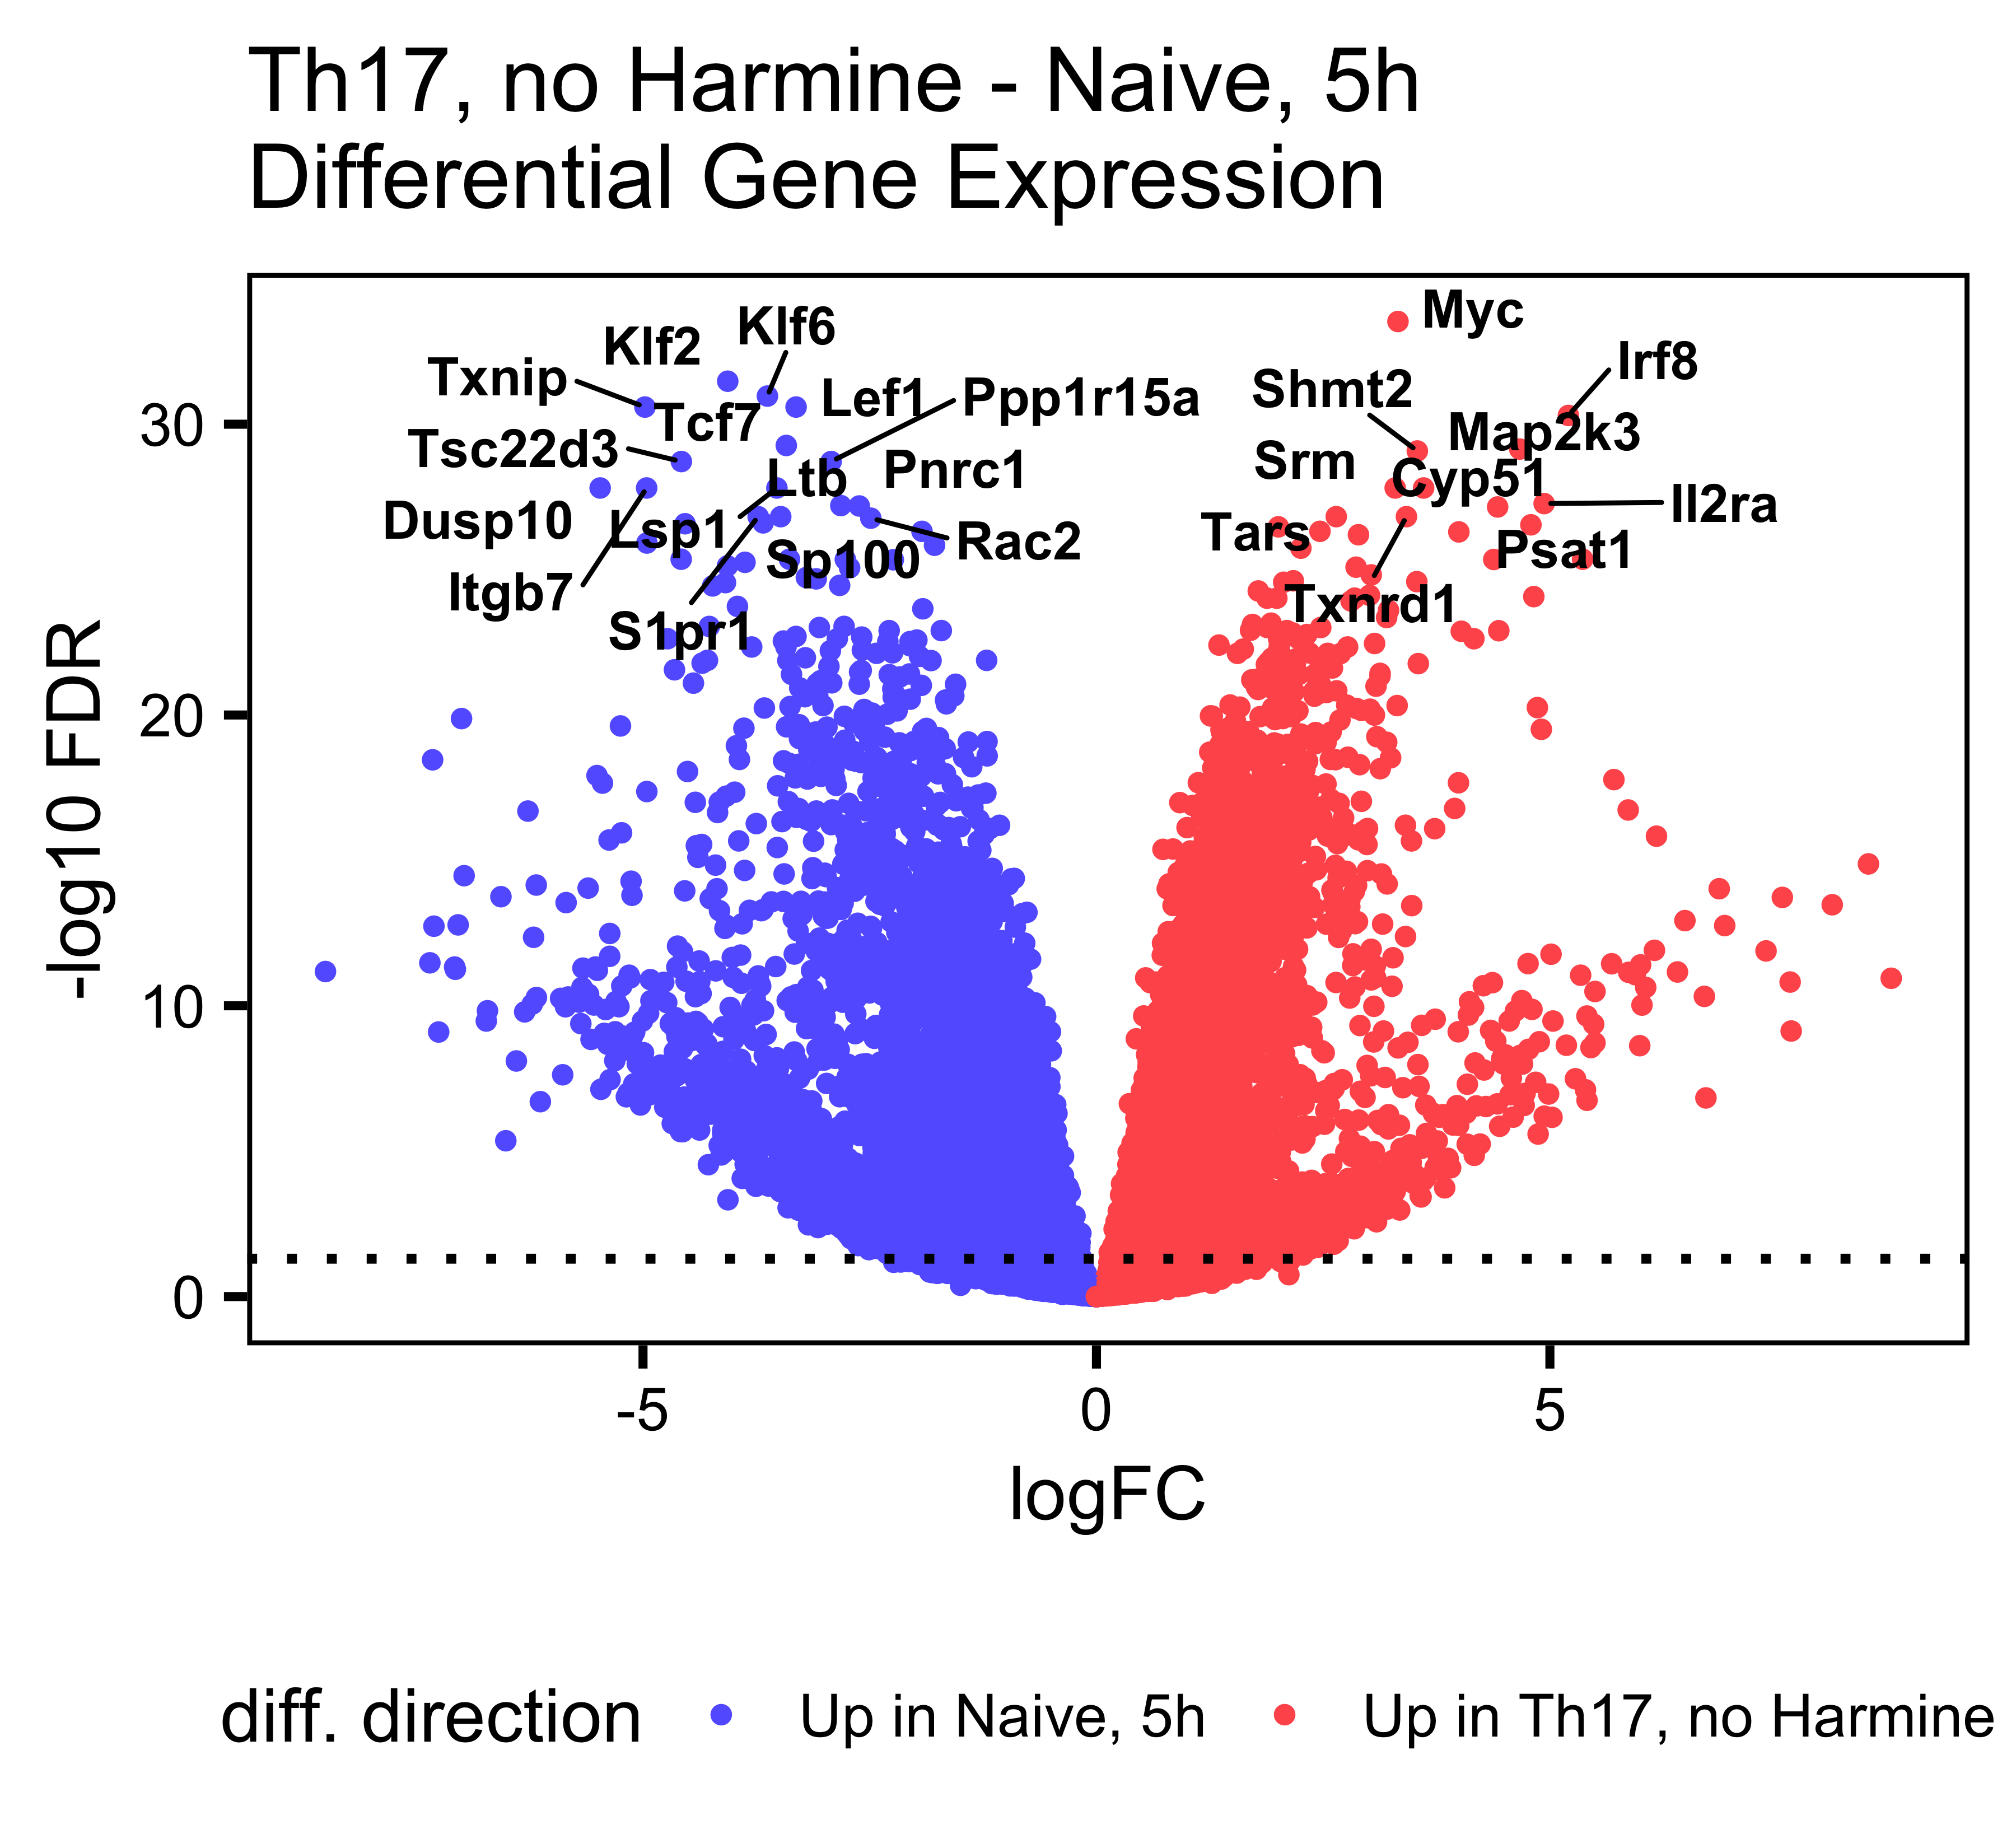 Th17, no Harmine - Naive, 5h
Differential Gene Expression
Myc
Klf6
Klf2
Irf8
Txnip
Shmt2
Lef1
Ppp1r15a
Tcf7
Map2k3
Tsc22d3
Srm
Pnrc1
Ltb
Cyp51
Il2ra
Dusp10
Lsp1
Tars
Rac2
Psat1
Sp100
Itgb7
Txnrd1
S1pr1
30
20
10
0
-log10 FDR
-5
0
5
logFC
diff. direction
Up in Naive, 5h
Up in Th17, no Harmine